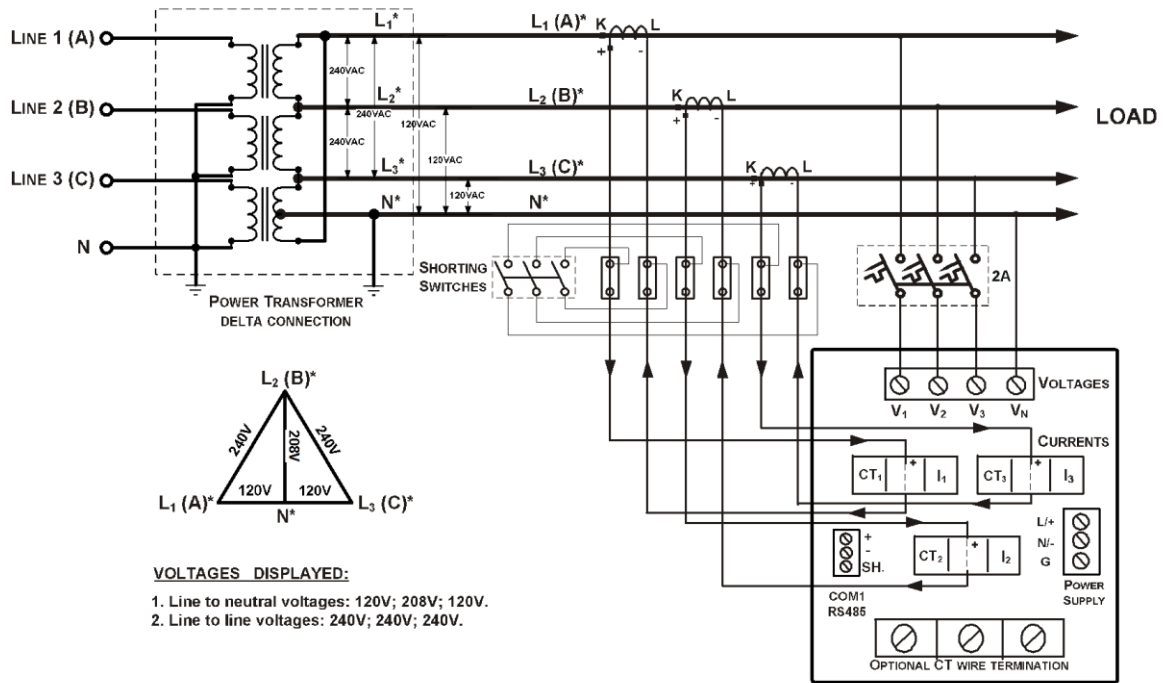 LINE 1 (A)
LINE 2 (B)
LINE 3 (C)
N
L1*
L2*
L3*
N*
240VAC
240VAC
240VAC
120VAC
120VAC
120VAC
L1 (A)*
L2 (B)*
L3 (C)*
N*
K
L
+
-
K
L
+
-
K
L
+
-
LOAD
POWER TRANSFORMER
DELTA CONNECTION
SHORTING
SWITCHES
2A
L2 (B)*
240V
208V
240V
L1 (A)*
120V
120V
L3 (C)*
N*
VOLTAGES
V1
V2
V3
VN
CURRENTS
CT1
+
I1
CT3
+
I3
CT2
+
I2
+
-
SH.
COM1
RS485
L/+
N/-
G
POWER
SUPPLY
OPTIONAL CT WIRE TERMINATION
VOLTAGES DISPLAYED:
1. Line to neutral voltages: 120V; 208V; 120V.
2. Line to line voltages: 240V; 240V; 240V.